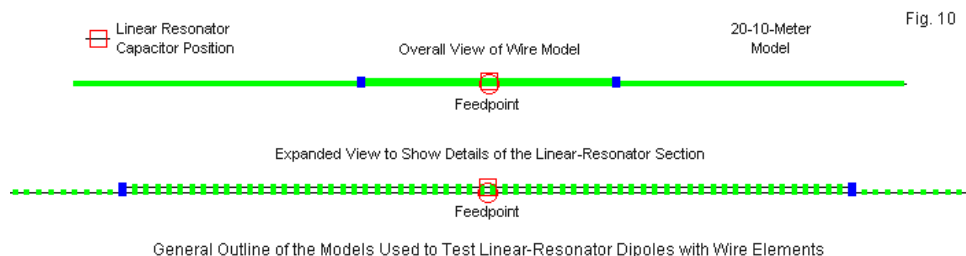 Linear Resonator
Capacitor Position
Overall View of Wire Model
20-10-Meter
Model
Fig. 10
Feedpoint
Expanded View to Show Details of the Linear-Resonator Section
Feedpoint
General Outline of the Models Used to Test Linear-Resonator Dipoles with Wire Elements